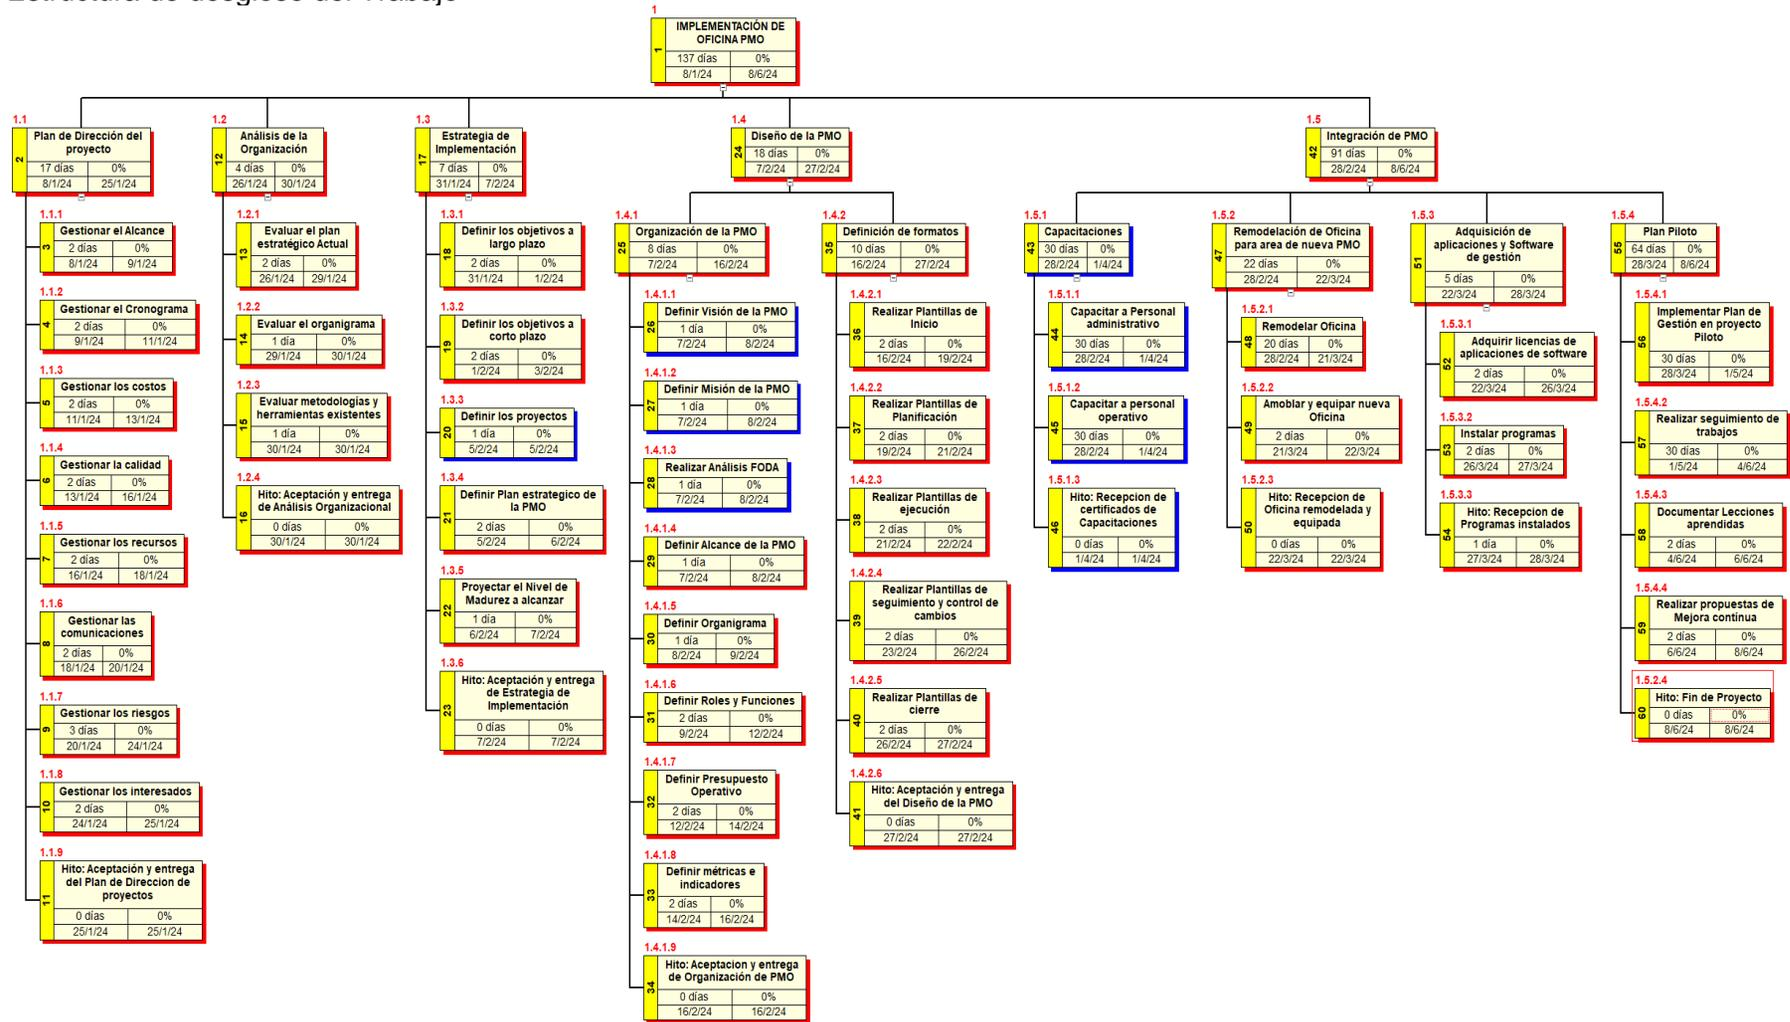 Estructura de desglose del Trabajo
1
1
IMPLEMENTACIÓN DE
OFICINA PMO
137 días 0%
8/1/24 8/6/24
1.1
2
Plan de Dirección del
proyecto
17 días 0%
8/1/24 25/1/24
1.1.1
3
Gestionar el Alcance
2 días 0%
8/1/24 9/1/24
1.1.2
4
Gestionar el Cronograma
2 días 0%
9/1/24 11/1/24
1.1.3
5
Gestionar los costos
2 días 0%
11/1/24 13/1/24
1.1.4
6
Gestionar la calidad
2 días 0%
13/1/24 16/1/24
1.1.5
7
Gestionar los recursos
2 días 0%
16/1/24 18/1/24
1.1.6
8
Gestionar las
comunicaciones
2 días 0%
18/1/24 20/1/24
1.1.7
9
Gestionar los riesgos
3 días 0%
20/1/24 24/1/24
1.1.8
10
Gestionar los interesados
2 días 0%
24/1/24 25/1/24
1.1.9
11
Hito: Aceptación y entrega
del Plan de Direccion de
proyectos
0 días 0%
25/1/24 25/1/24
1.2
12
Análisis de la
Organización
4 días 0%
26/1/24 30/1/24
1.2.1
13
Evaluar el plan
estratégico Actual
2 días 0%
26/1/24 29/1/24
1.2.2
14
Evaluar el organigrama
1 día 0%
29/1/24 30/1/24
1.2.3
15
Evaluar metodologías y
herramientas existentes
1 día 0%
30/1/24 30/1/24
1.2.4
16
Hito: Aceptación y entrega
de Análisis Organizacional
0 días 0%
30/1/24 30/1/24
1.3
17
Estrategia de
Implementación
7 días 0%
31/1/24 7/2/24
1.3.1
18
Definir los objetivos a
largo plazo
2 días 0%
31/1/24 1/2/24
1.3.2
19
Definir los objetivos a
corto plazo
2 días 0%
1/2/24 3/2/24
1.3.3
20
Definir los proyectos
1 día 0%
5/2/24 5/2/24
1.3.4
21
Definir Plan estrategico de
la PMO
2 días 0%
5/2/24 6/2/24
1.3.5
22
Proyectar el Nivel de
Madurez a alcanzar
1 día 0%
6/2/24 7/2/24
1.3.6
23
Hito: Aceptación y entrega
de Estrategia de
Implementación
0 días 0%
7/2/24 7/2/24
1.4
24
Diseño de la PMO
18 días 0%
7/2/24 27/2/24
1.4.1
25
Organización de la PMO
8 días 0%
7/2/24 16/2/24
1.4.1.1
26
Definir Visión de la PMO
1 día 0%
7/2/24 8/2/24
1.4.1.2
27
Definir Misión de la PMO
1 día 0%
7/2/24 8/2/24
1.4.1.3
28
Realizar Análisis FODA
1 día 0%
7/2/24 8/2/24
1.4.1.4
29
Definir Alcance de la PMO
1 día 0%
7/2/24 8/2/24
1.4.1.5
30
Definir Organigrama
1 día 0%
8/2/24 9/2/24
1.4.1.6
31
Definir Roles y Funciones
2 días 0%
9/2/24 12/2/24
1.4.1.7
32
Definir Presupuesto
Operativo
2 días 0%
12/2/24 14/2/24
1.4.1.8
33
Definir métricas e
indicadores
2 días 0%
14/2/24 16/2/24
1.4.1.9
34
Hito: Aceptacion y entrega
de Organización de PMO
0 días 0%
16/2/24 16/2/24
1.4.2
35
Definición de formatos
10 días 0%
16/2/24 27/2/24
1.4.2.1
36
Realizar Plantillas de
Inicio
2 días 0%
16/2/24 19/2/24
1.4.2.2
37
Realizar Plantillas de
Planificación
2 días 0%
19/2/24 21/2/24
1.4.2.3
38
Realizar Plantillas de
ejecución
2 días 0%
21/2/24 22/2/24
1.4.2.4
39
Realizar Plantillas de
seguimiento y control de
cambios
2 días 0%
23/2/24 26/2/24
1.4.2.5
40
Realizar Plantillas de
cierre
2 días 0%
26/2/24 27/2/24
1.4.2.6
41
Hito: Aceptación y entrega
del Diseño de la PMO
0 días 0%
27/2/24 27/2/24
1.5
42
Integración de PMO
91 días 0%
28/2/24 8/6/24
1.5.1
43
Capacitaciones
30 días 0%
28/2/24 1/4/24
1.5.1.1
44
Capacitar a Personal
administrativo
30 días 0%
28/2/24 1/4/24
1.5.1.2
45
Capacitar a personal
operativo
30 días 0%
28/2/24 1/4/24
1.5.1.3
46
Hito: Recepcion de
certificados de
Capacitaciones
0 días 0%
1/4/24 1/4/24
1.5.2
47
Remodelación de Oficina
para area de nueva PMO
22 días 0%
28/2/24 22/3/24
1.5.2.1
48
Remodelar Oficina
20 días 0%
28/2/24 21/3/24
1.5.2.2
49
Amoblar y equipar nueva
Oficina
2 días 0%
21/3/24 22/3/24
1.5.2.3
50
Hito: Recepcion de
Oficina remodelada y
equipada
0 días 0%
22/3/24 22/3/24
1.5.3
51
Adquisición de
aplicaciones y Software
de gestión
5 días 0%
22/3/24 28/3/24
1.5.3.1
52
Adquirir licencias de
aplicaciones de software
2 días 0%
22/3/24 26/3/24
1.5.3.2
53
Instalar programas
2 días 0%
26/3/24 27/3/24
1.5.3.3
54
Hito: Recepcion de
Programas instalados
1 día 0%
27/3/24 28/3/24
1.5.4
55
Plan Piloto
64 días 0%
28/3/24 8/6/24
1.5.4.1
56
Implementar Plan de
Gestión en proyecto
Piloto
30 días 0%
28/3/24 1/5/24
1.5.4.2
57
Realizar seguimiento de
trabajos
30 días 0%
1/5/24 4/6/24
1.5.4.3
58
Documentar Lecciones
aprendidas
2 días 0%
4/6/24 6/6/24
1.5.4.4
59
Realizar propuestas de
Mejora continua
2 días 0%
6/6/24 8/6/24
1.5.2.4
60
Hito: Fin de Proyecto
0 días 0%
8/6/24 8/6/24